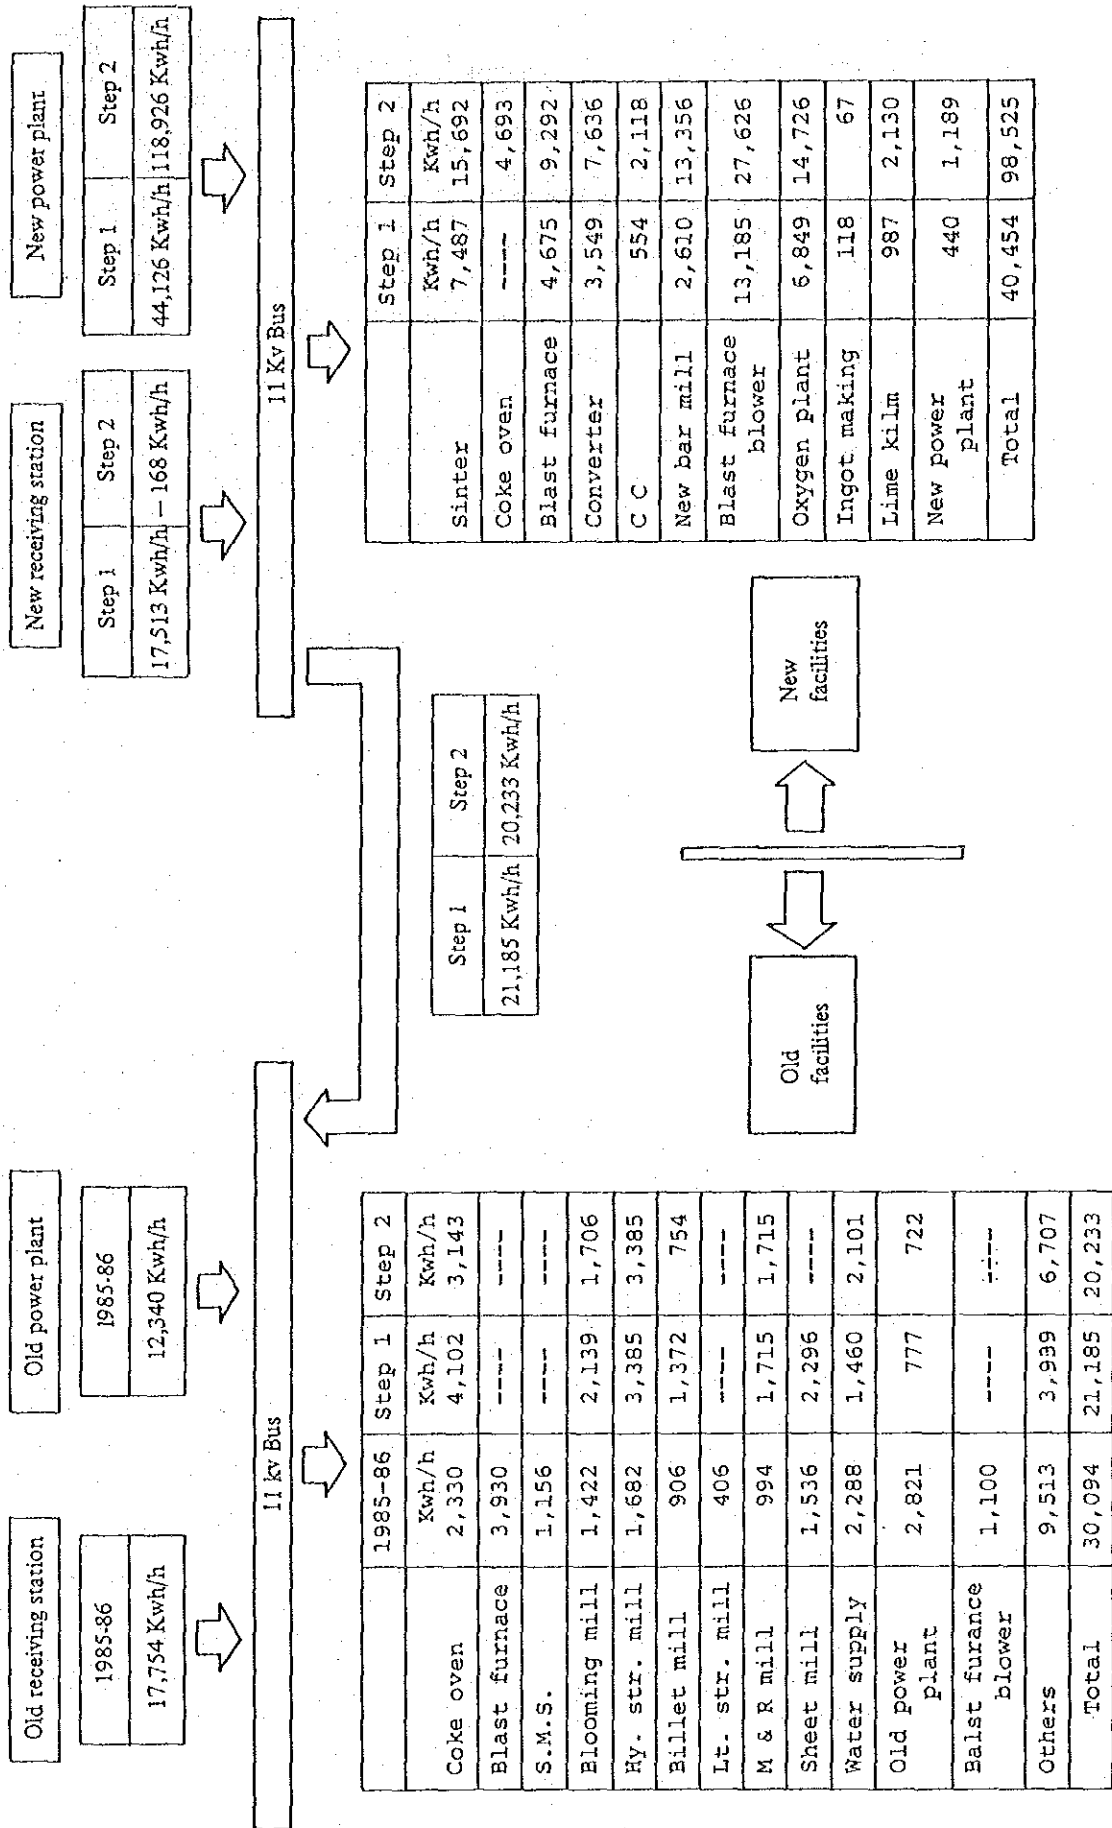 Old receiving station
1985-86
17,754 Kwh/h
Old power plant
1985-86
12,340 Kwh/h
New receiving station
Step 1 Step 2
17,513 Kwh/h – 168 Kwh/h
New power plant
Step 1 Step 2
44,126 Kwh/h 118,926 Kwh/h
11 kv Bus
11 Kv Bus
Step 1 Step 2
21,185 Kwh/h 20,233 Kwh/h
1985-86 Step 1 Step 2
Kwh/h Kwh/h Kwh/h
Coke oven 2,330 4,102 3,143
Blast furnace 3,930 ---- ----
S.M.S. 1,156 ---- ----
Blooming mill 1,422 2,139 1,706
Hy. str. mill 1,682 3,385 3,385
Billet mill 906 1,372 754
Lt. str. mill 406 ---- ----
M & R mill 994 1,715 1,715
Sheet mill 1,536 2,296 ----
Water supply 2,288 1,460 2,101
Old power
plant 2,821 777 722
Balst furance
blower 1,100 ---- ----
Others 9,513 3,939 6,707
Total 30,094 21,185 20,233
Step 1 Step 2
Kwh/h Kwh/h
Sinter 7,487 15,692
Coke oven ---- 4,693
Blast furnace 4,675 9,292
Converter 3,549 7,636
C C 554 2,118
New bar mill 2,610 13,356
Blast furnace
blower 13,185 27,626
Oxygen plant 6,849 14,726
Ingot making 118 67
Lime kilm 987 2,130
New power
plant 440 1,189
Total 40,454 98,525
Old
facilities
New
facilities